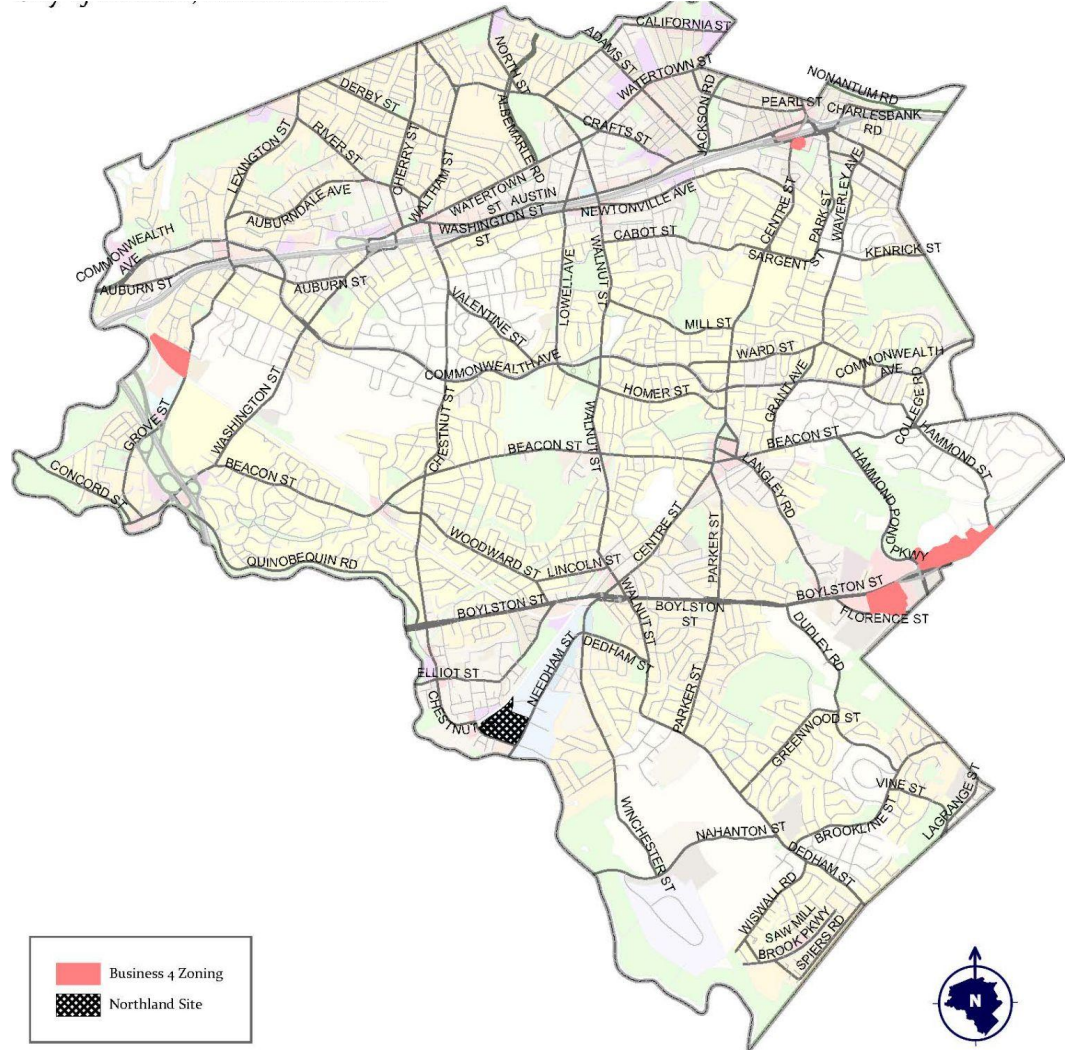 CALIFORNIA ST
ADAMS ST
NORTH ST
WATERTOWN ST
NONANTUM RD
DERBY ST
JACKSON RD
PEARL ST
CHARLESBANK
RD
ALBEMARLE RD
CRAFTS ST
LEXINGTON ST
RIVER ST
CHERRY ST
WALTHAM ST
WATERTOWN
ST
AUSTIN
ST
WASHINGTON ST
NEWTONVILLE AVE
AUBURNDALE AVE
CENTRE ST
PARK ST
WAVERLEY AVE
COMMONWEALTH
AVE
CABOT ST
SARGENT ST
KENRICK ST
AUBURN ST
AUBURN ST
WALNUT ST
LOWELL AVE
VALENTINE ST
MILL ST
WARD ST
COMMONWEALTH AVE
COMMONWEALTH
AVE
HOMER ST
GRANT AVE
COLLEGE RD
WASHINGTON ST
CHESTNUT ST
GROVE ST
WALNUT ST
BEACON ST
BEACON ST
HAMMOND ST
CONCORD ST
BEACON ST
LANGLEY RD
HAMMOND POND
PKWY
CENTRE ST
PARKER ST
WOODWARD ST
LINCOLN ST
QUINOBEQUIN RD
BOYLSTON ST
BOYLSTON ST
BOYLSTON
ST
WALNUT ST
FLORENCE ST
DUDLEY RD
NEEDHAM ST
DEDHAM ST
ELLIOT ST
CHESTNUT
PARKER ST
GREENWOOD ST
VINE ST
LAGRANGE ST
WINCHESTER ST
NAHANTON ST
BROOKLINE ST
DEDHAM ST
WISWALL RD
SAW MILL
BROOK PKWY
SPIERS RD
Business 4 Zoning
Northland Site
N